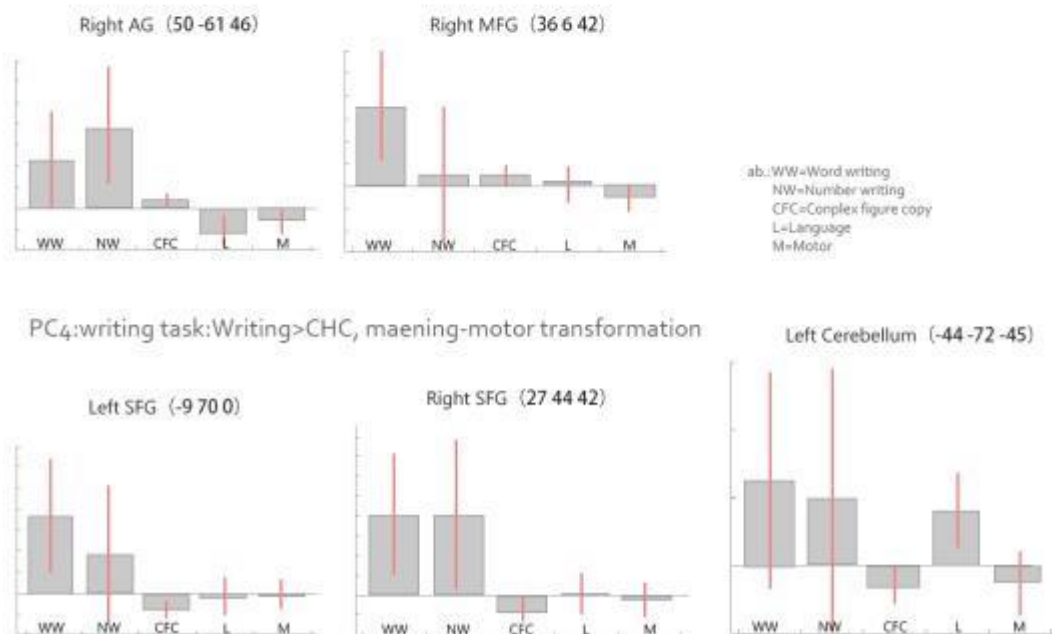 Right AG (50 -61 46)
Right MFG (36 6 42)
WW NW CFC L M
WW NW CFC L M
ab.:WW=Word writing
NW=Number writing
CFC=Conplex figure copy
L=Language
M=Motor
PC4:writing task:Writing>CHC, maening-motor transformation
Left Cerebellum (-44 -72 -45)
Left SFG (-9 70 0)
Right SFG (27 44 42)
WW NW CFC L M
WW NW CFC L M
WW NW CFC L M